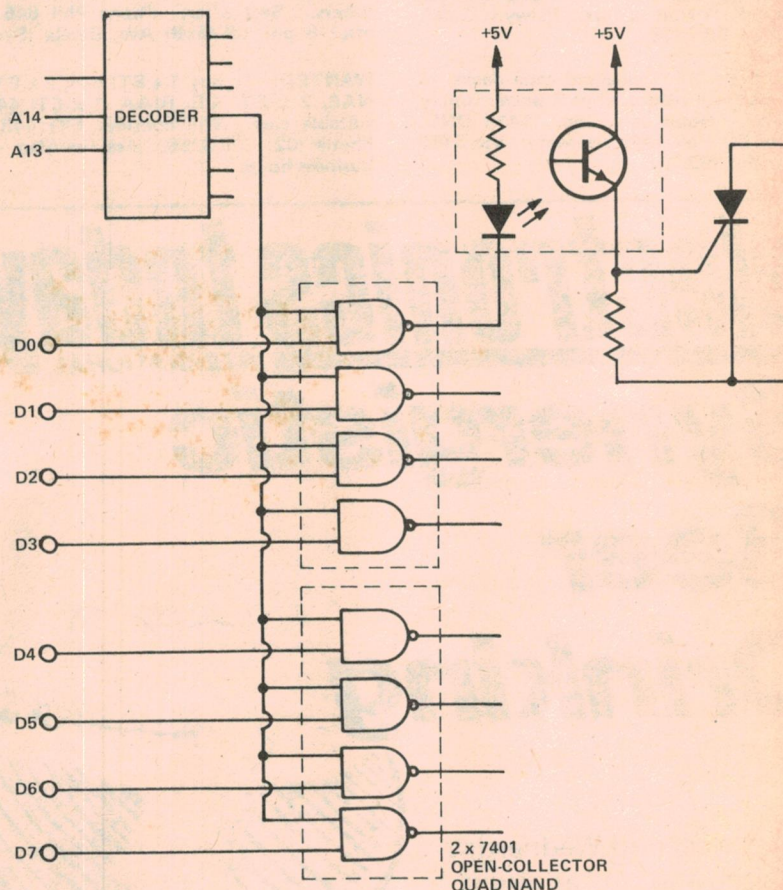 +5V
+5V
A14
DECODER
A13
D0
D1
D2
D3
D4
D5
D6
D7
2 x 7401
OPEN-COLLECTOR
QUAD NAND